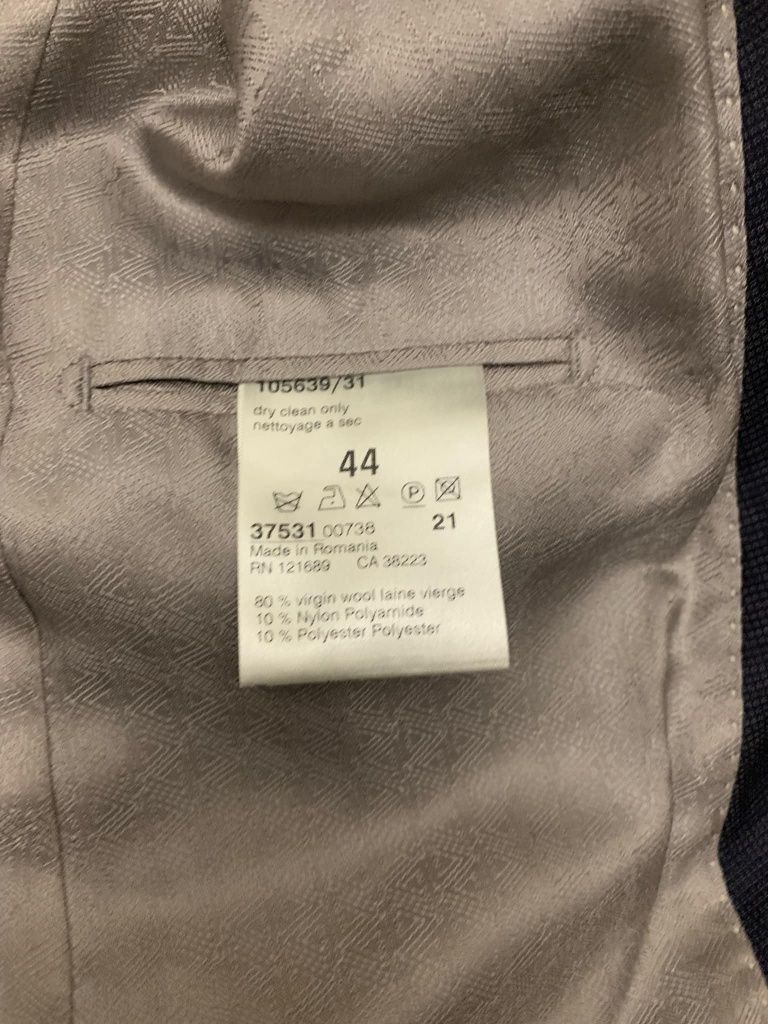 105639/31
dry clean only
nettoyage a sec
44
P
37531 00738 21
Made in Romania
RN 121689 CA 38223
80 % virgin wool laine vierge
10 % Nylon Polyamide
10 % Polyester Polyester